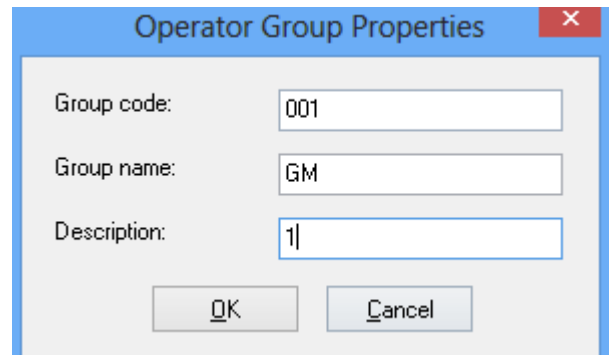 Operator Group Properties
Group code: 001
Group name: GM
Description: 1
OK Cancel